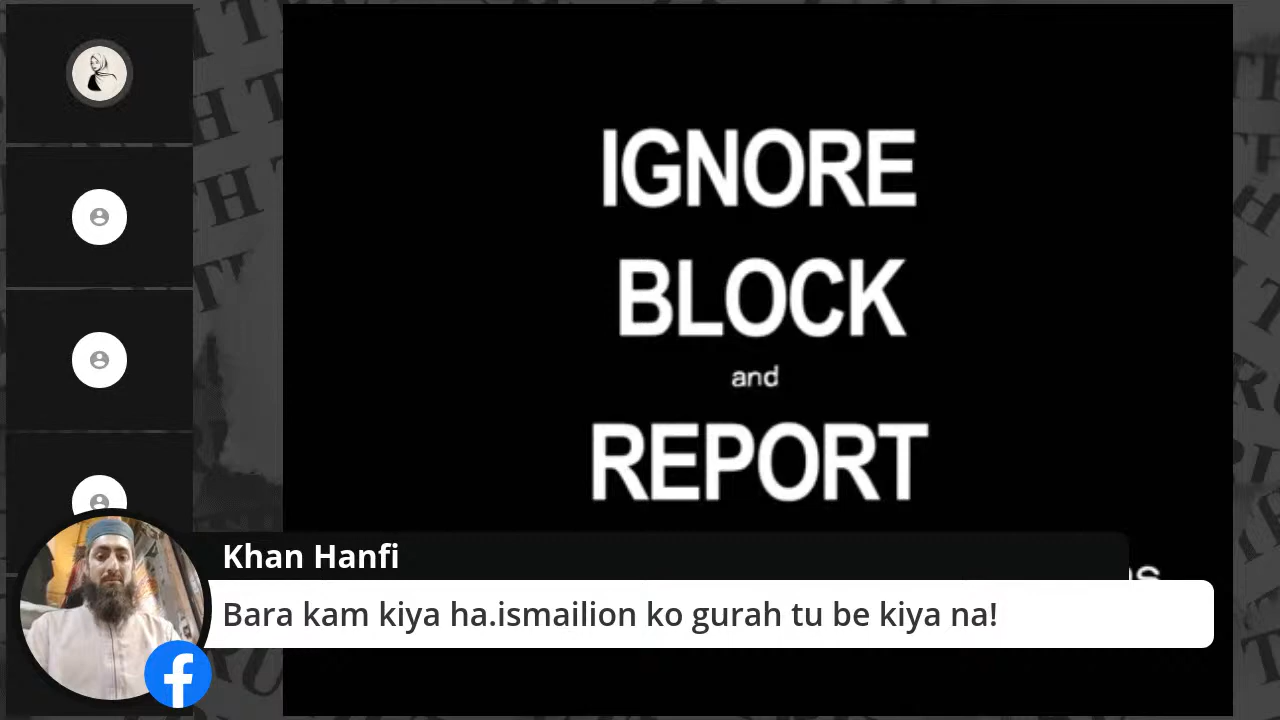 IGNORE
BLOCK
and
REPORT
Khan Hanfi
Bara kam kiya ha.ismailion ko gurah tu be kiya na!